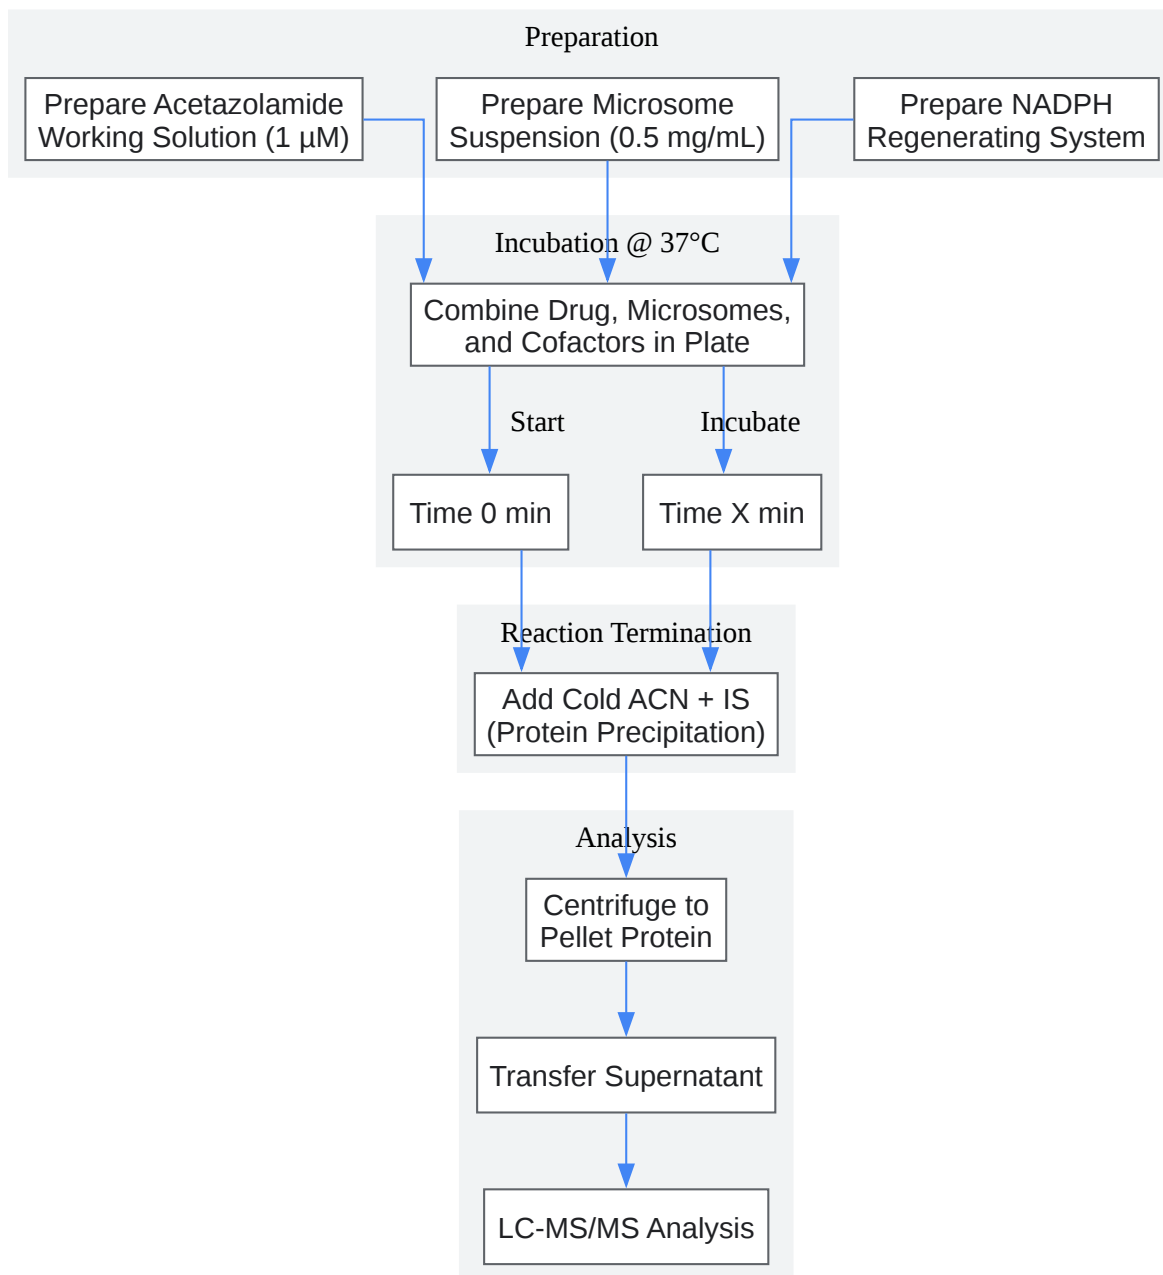 Preparation
Prepare Acetazolamide
Working Solution (1 µM)
Prepare Microsome
Suspension (0.5 mg/mL)
Prepare NADPH
Regenerating System
Incubation @ 37°C
Combine Drug, Microsomes,
and Cofactors in Plate
Start
Incubate
Time 0 min
Time X min
Reaction Termination
Add Cold ACN + IS
(Protein Precipitation)
Analysis
Centrifuge to
Pellet Protein
Transfer Supernatant
LC-MS/MS Analysis